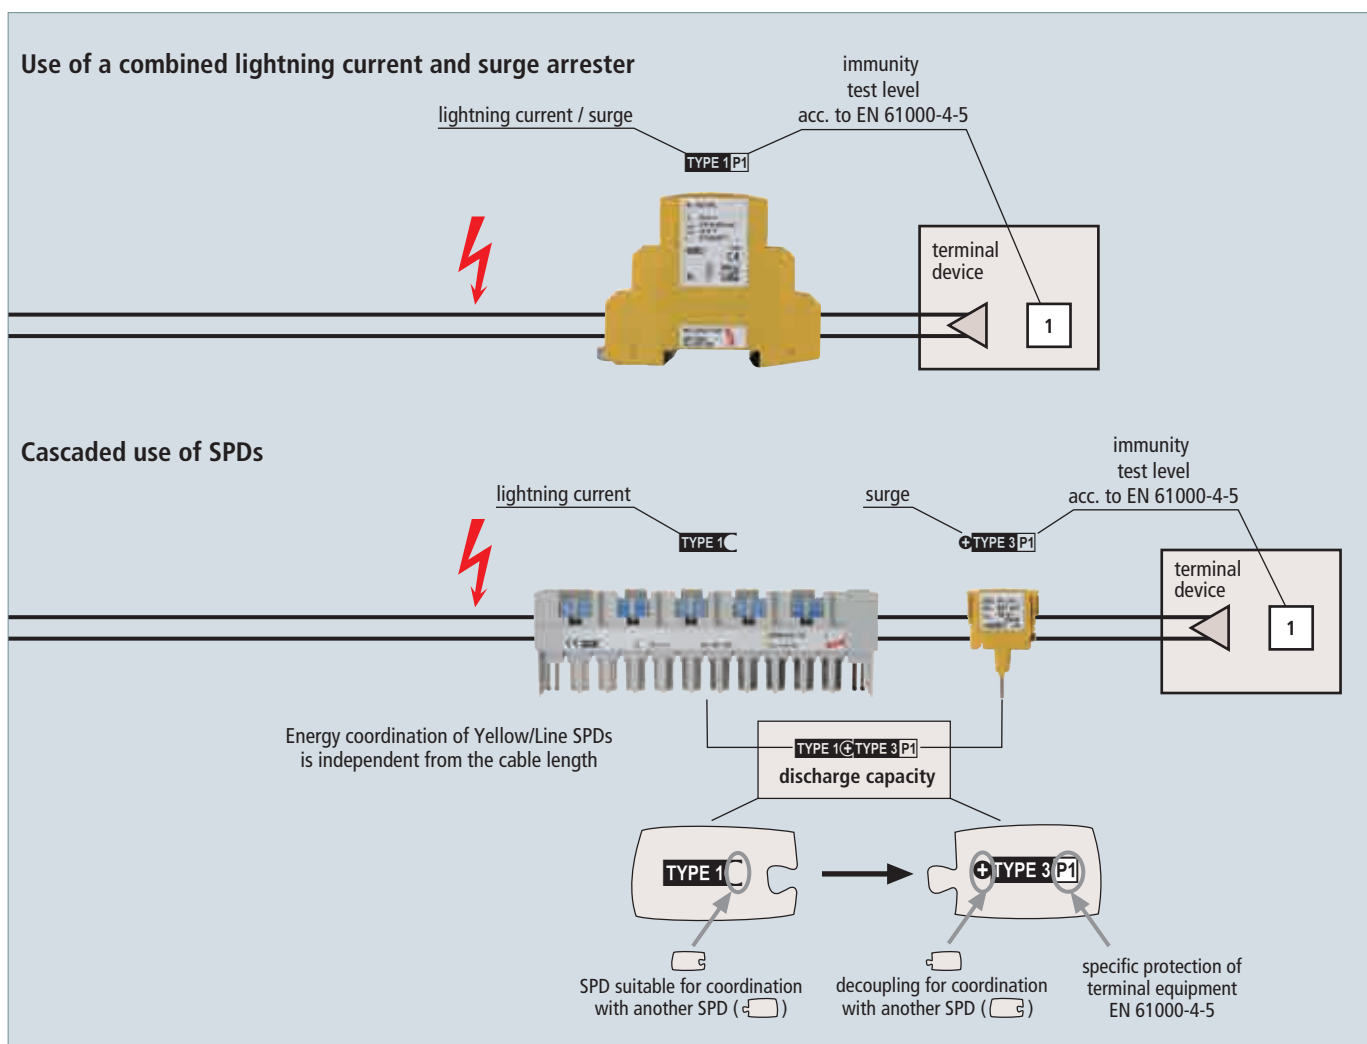 Use of a combined lightning current and surge arrester
immunity
test level
acc. to EN 61000-4-5
lightning current / surge
TYPE 1 P1
terminal
device
1
Cascaded use of SPDs
immunity
test level
acc. to EN 61000-4-5
lightning current
surge
TYPE 1
+TYPE 3 P1
terminal
device
1
Energy coordination of Yellow/Line SPDs
is independent from the cable length
TYPE 1+TYPE 3 P1
discharge capacity
TYPE 1
+TYPE 3 P1
SPD suitable for coordination
with another SPD ( )
decoupling for coordination
with another SPD ( )
specific protection of
terminal equipment
EN 61000-4-5